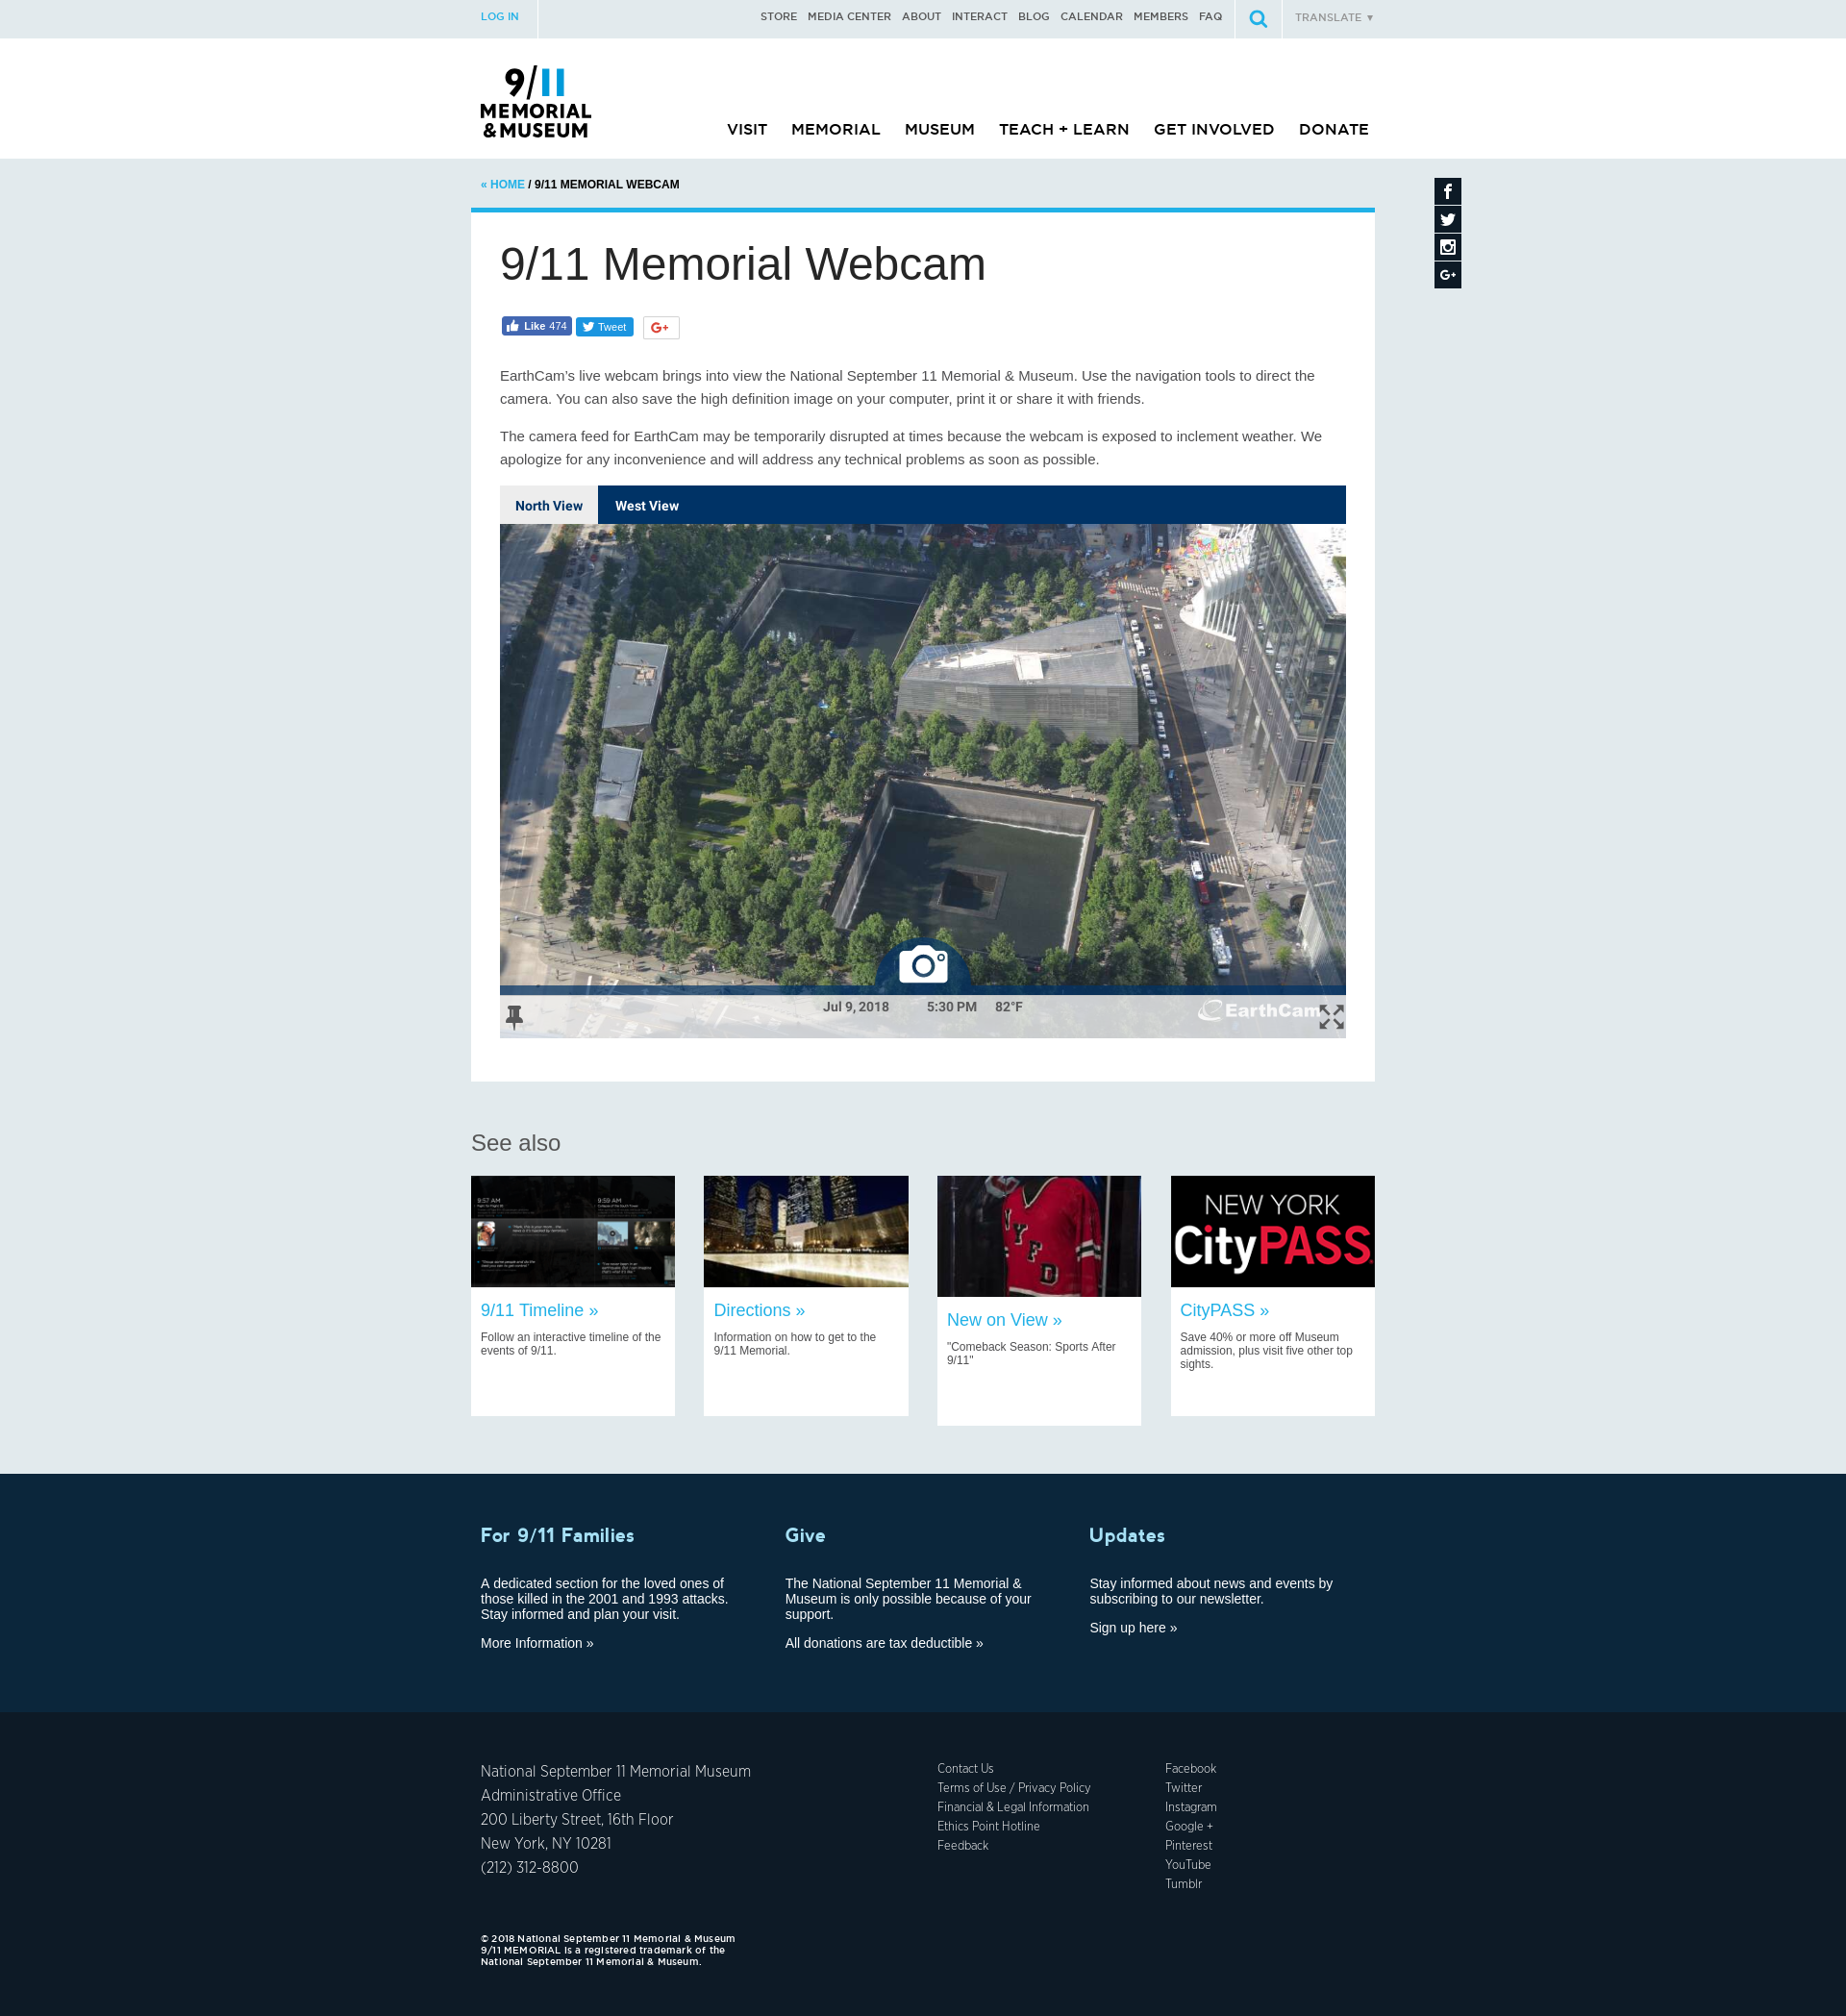 LOG IN
STORE MEDIA CENTER ABOUT INTERACT BLOG CALENDAR MEMBERS FAQ
TRANSLATE ▼
9/11
MEMORIAL
&MUSEUM
VISIT MEMORIAL MUSEUM TEACH + LEARN GET INVOLVED DONATE
« HOME / 9/11 MEMORIAL WEBCAM
9/11 Memorial Webcam
Like 474
Tweet
G+
EarthCam's live webcam brings into view the National September 11 Memorial & Museum. Use the navigation tools to direct the
camera. You can also save the high definition image on your computer, print it or share it with friends.
The camera feed for EarthCam may be temporarily disrupted at times because the webcam is exposed to inclement weather. We
apologize for any inconvenience and will address any technical problems as soon as possible.
North View West View
Jul 9, 2018 5:30 PM 82°F
EarthCam
See also
9:57 AM
9:59 AM
NYFD
NEW YORK
CityPASS
9/11 Timeline »
Follow an interactive timeline of the
events of 9/11.
Directions »
Information on how to get to the
9/11 Memorial.
New on View »
"Comeback Season: Sports After
9/11"
CityPASS »
Save 40% or more off Museum
admission, plus visit five other top
sights.
For 9/11 Families
A dedicated section for the loved ones of
those killed in the 2001 and 1993 attacks.
Stay informed and plan your visit.
More Information »
Give
The National September 11 Memorial &
Museum is only possible because of your
support.
All donations are tax deductible »
Updates
Stay informed about news and events by
subscribing to our newsletter.
Sign up here »
National September 11 Memorial Museum
Administrative Office
200 Liberty Street, 16th Floor
New York, NY 10281
(212) 312-8800
Contact Us
Terms of Use / Privacy Policy
Financial & Legal Information
Ethics Point Hotline
Feedback
Facebook
Twitter
Instagram
Google +
Pinterest
YouTube
Tumblr
© 2018 National September 11 Memorial & Museum
9/11 MEMORIAL is a registered trademark of the
National September 11 Memorial & Museum.